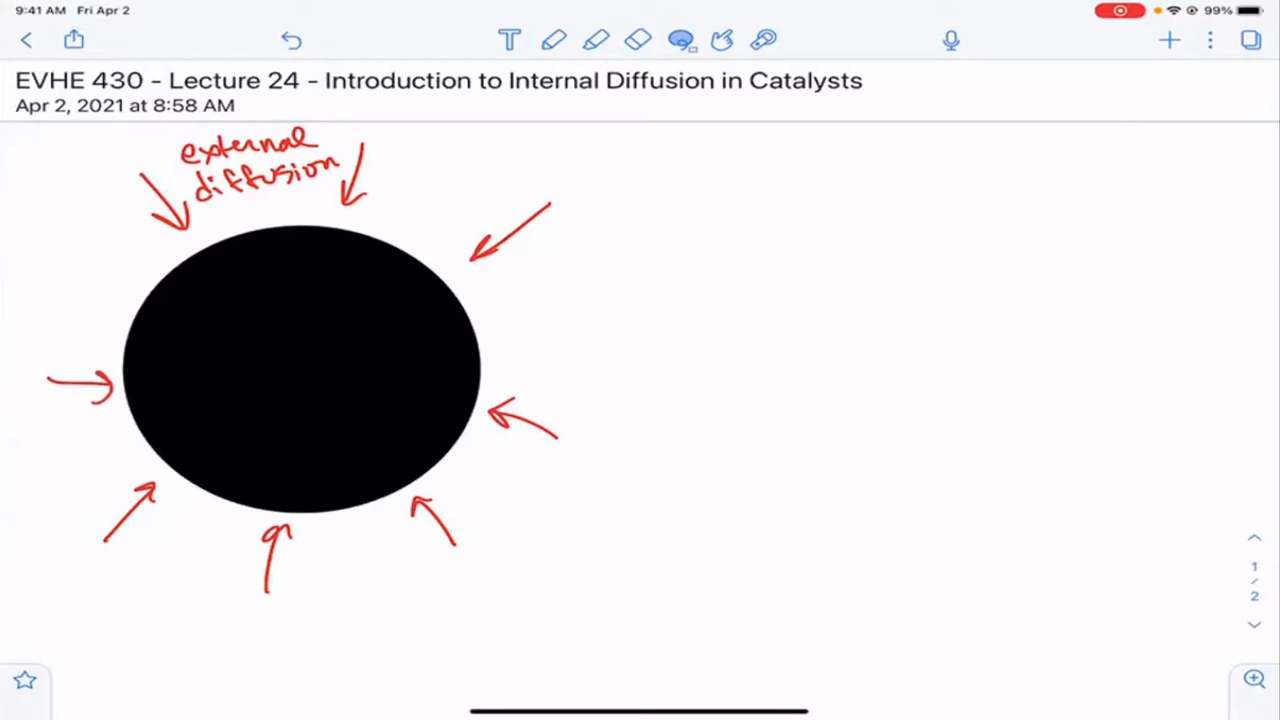 9:41 AM Fri Apr 2
99%
EVHE 430 - Lecture 24 - Introduction to Internal Diffusion in Catalysts
Apr 2, 2021 at 8:58 AM
external
diffusion
1
/
2